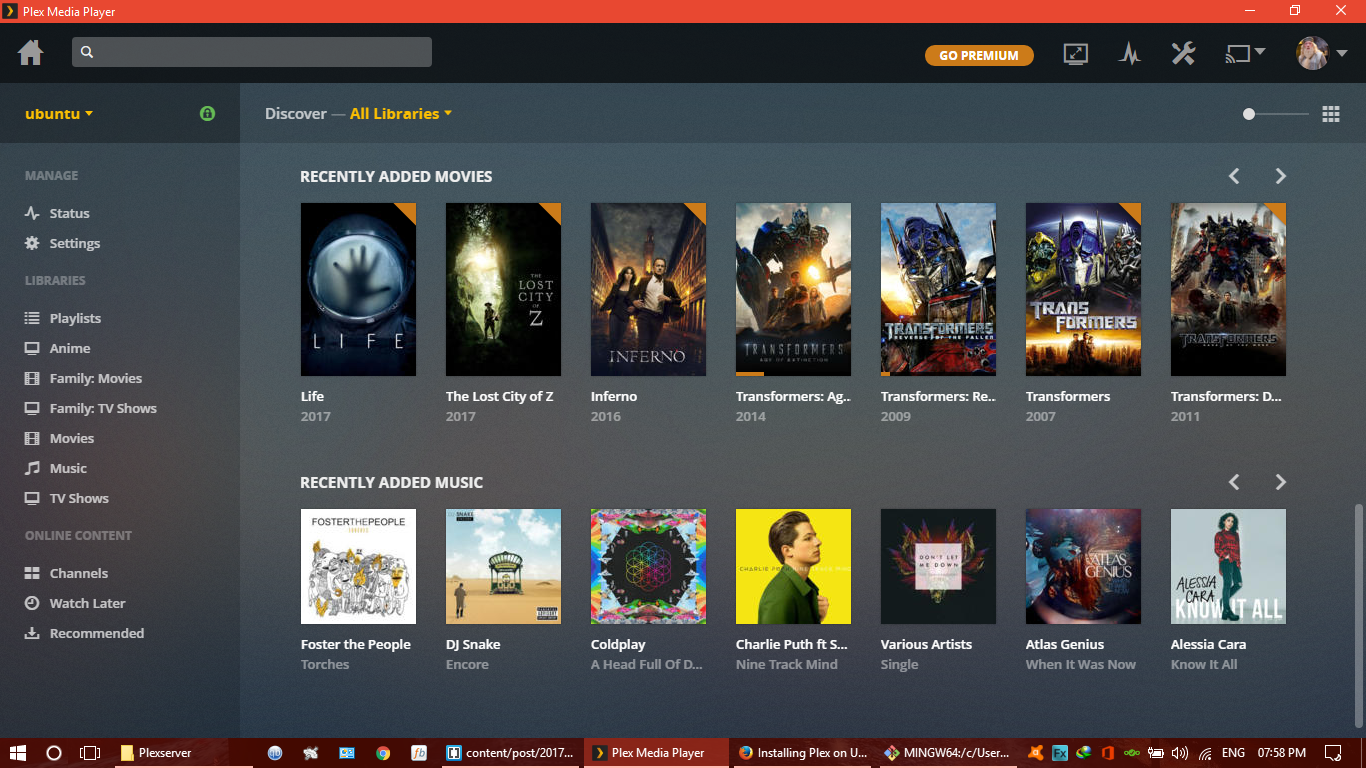 Plex Media Player
GO PREMIUM
ubuntu
Discover — All Libraries
MANAGE
Status
Settings
LIBRARIES
Playlists
Anime
Family: Movies
Family: TV Shows
Movies
Music
TV Shows
ONLINE CONTENT
Channels
Watch Later
Recommended
RECENTLY ADDED MOVIES
LIFE
THE
LOST
CITY
OF
Z
INFERNO
TRANSFORMERS
AGE OF EXTINCTION
TRANSFORMERS
REVENGE OF THE FALLEN
TRANS
FORMERS
TRANSFORMERS
Life
2017
The Lost City of Z
2017
Inferno
2016
Transformers: Ag...
2014
Transformers: Re...
2009
Transformers
2007
Transformers: D...
2011
RECENTLY ADDED MUSIC
FOSTERTHEPEOPLE
TORCHES
DJ SNAKE
ENCORE
DON'T LET
ME DOWN
ATLAS
GENIUS
ALESSIA
CARA
KNOW IT ALL
Foster the People
Torches
DJ Snake
Encore
Coldplay
A Head Full Of D...
Charlie Puth ft S...
Nine Track Mind
Various Artists
Single
Atlas Genius
When It Was Now
Alessia Cara
Know It All
Plexserver
content/post/2017...
Plex Media Player
Installing Plex on U...
MINGW64:/c/User...
ENG
07:58 PM